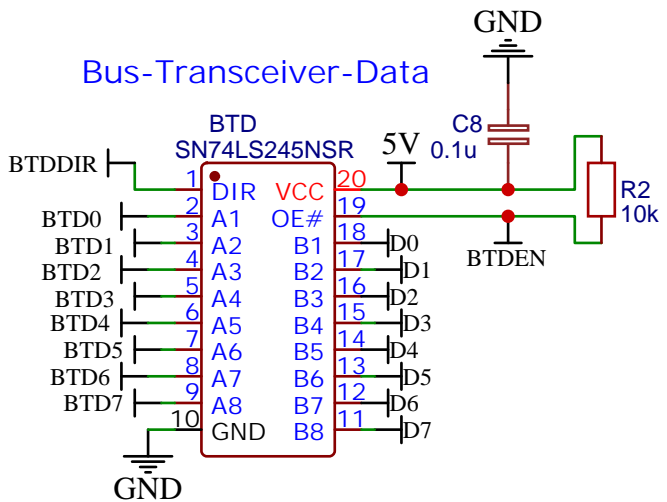 GND
Bus-Transceiver-Data
BTD
SN74LS245NSR
C8
0.1u
5V
BTDDIR
R2
10k
1 DIR VCC 20
BTD0 2 A1 OE# 19
BTDEN
BTD1 3 A2 B1 18 D0
BTD2 4 A3 B2 17 D1
BTD3 5 A4 B3 16 D2
BTD4 6 A5 B4 15 D3
BTD5 7 A6 B5 14 D4
BTD6 8 A7 B6 13 D5
BTD7 9 A8 B7 12 D6
10 GND B8 11 D7
GND